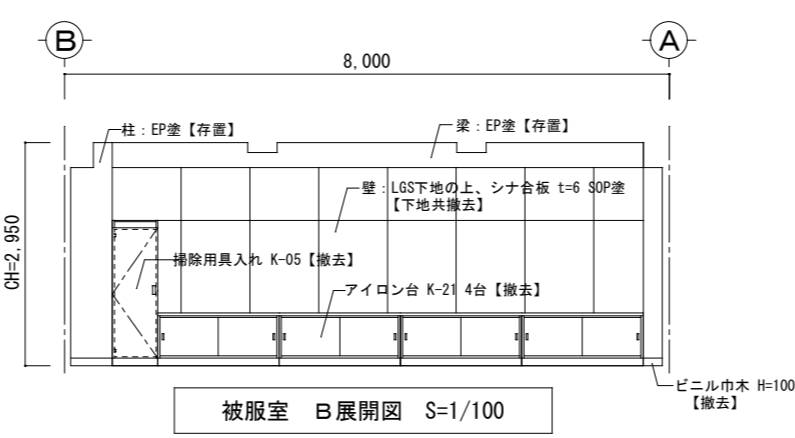 B
A
8,000
柱：EP塗【存置】
梁：EP塗【存置】
壁：LGS下地の上、シナ合板 t=6 SOP塗
【下地共撤去】
CH=2,950
掃除用具入れ K-05【撤去】
アイロン台 K-21 4台【撤去】
ビニル巾木 H=100
【撤去】
被服室 B展開図 S=1/100